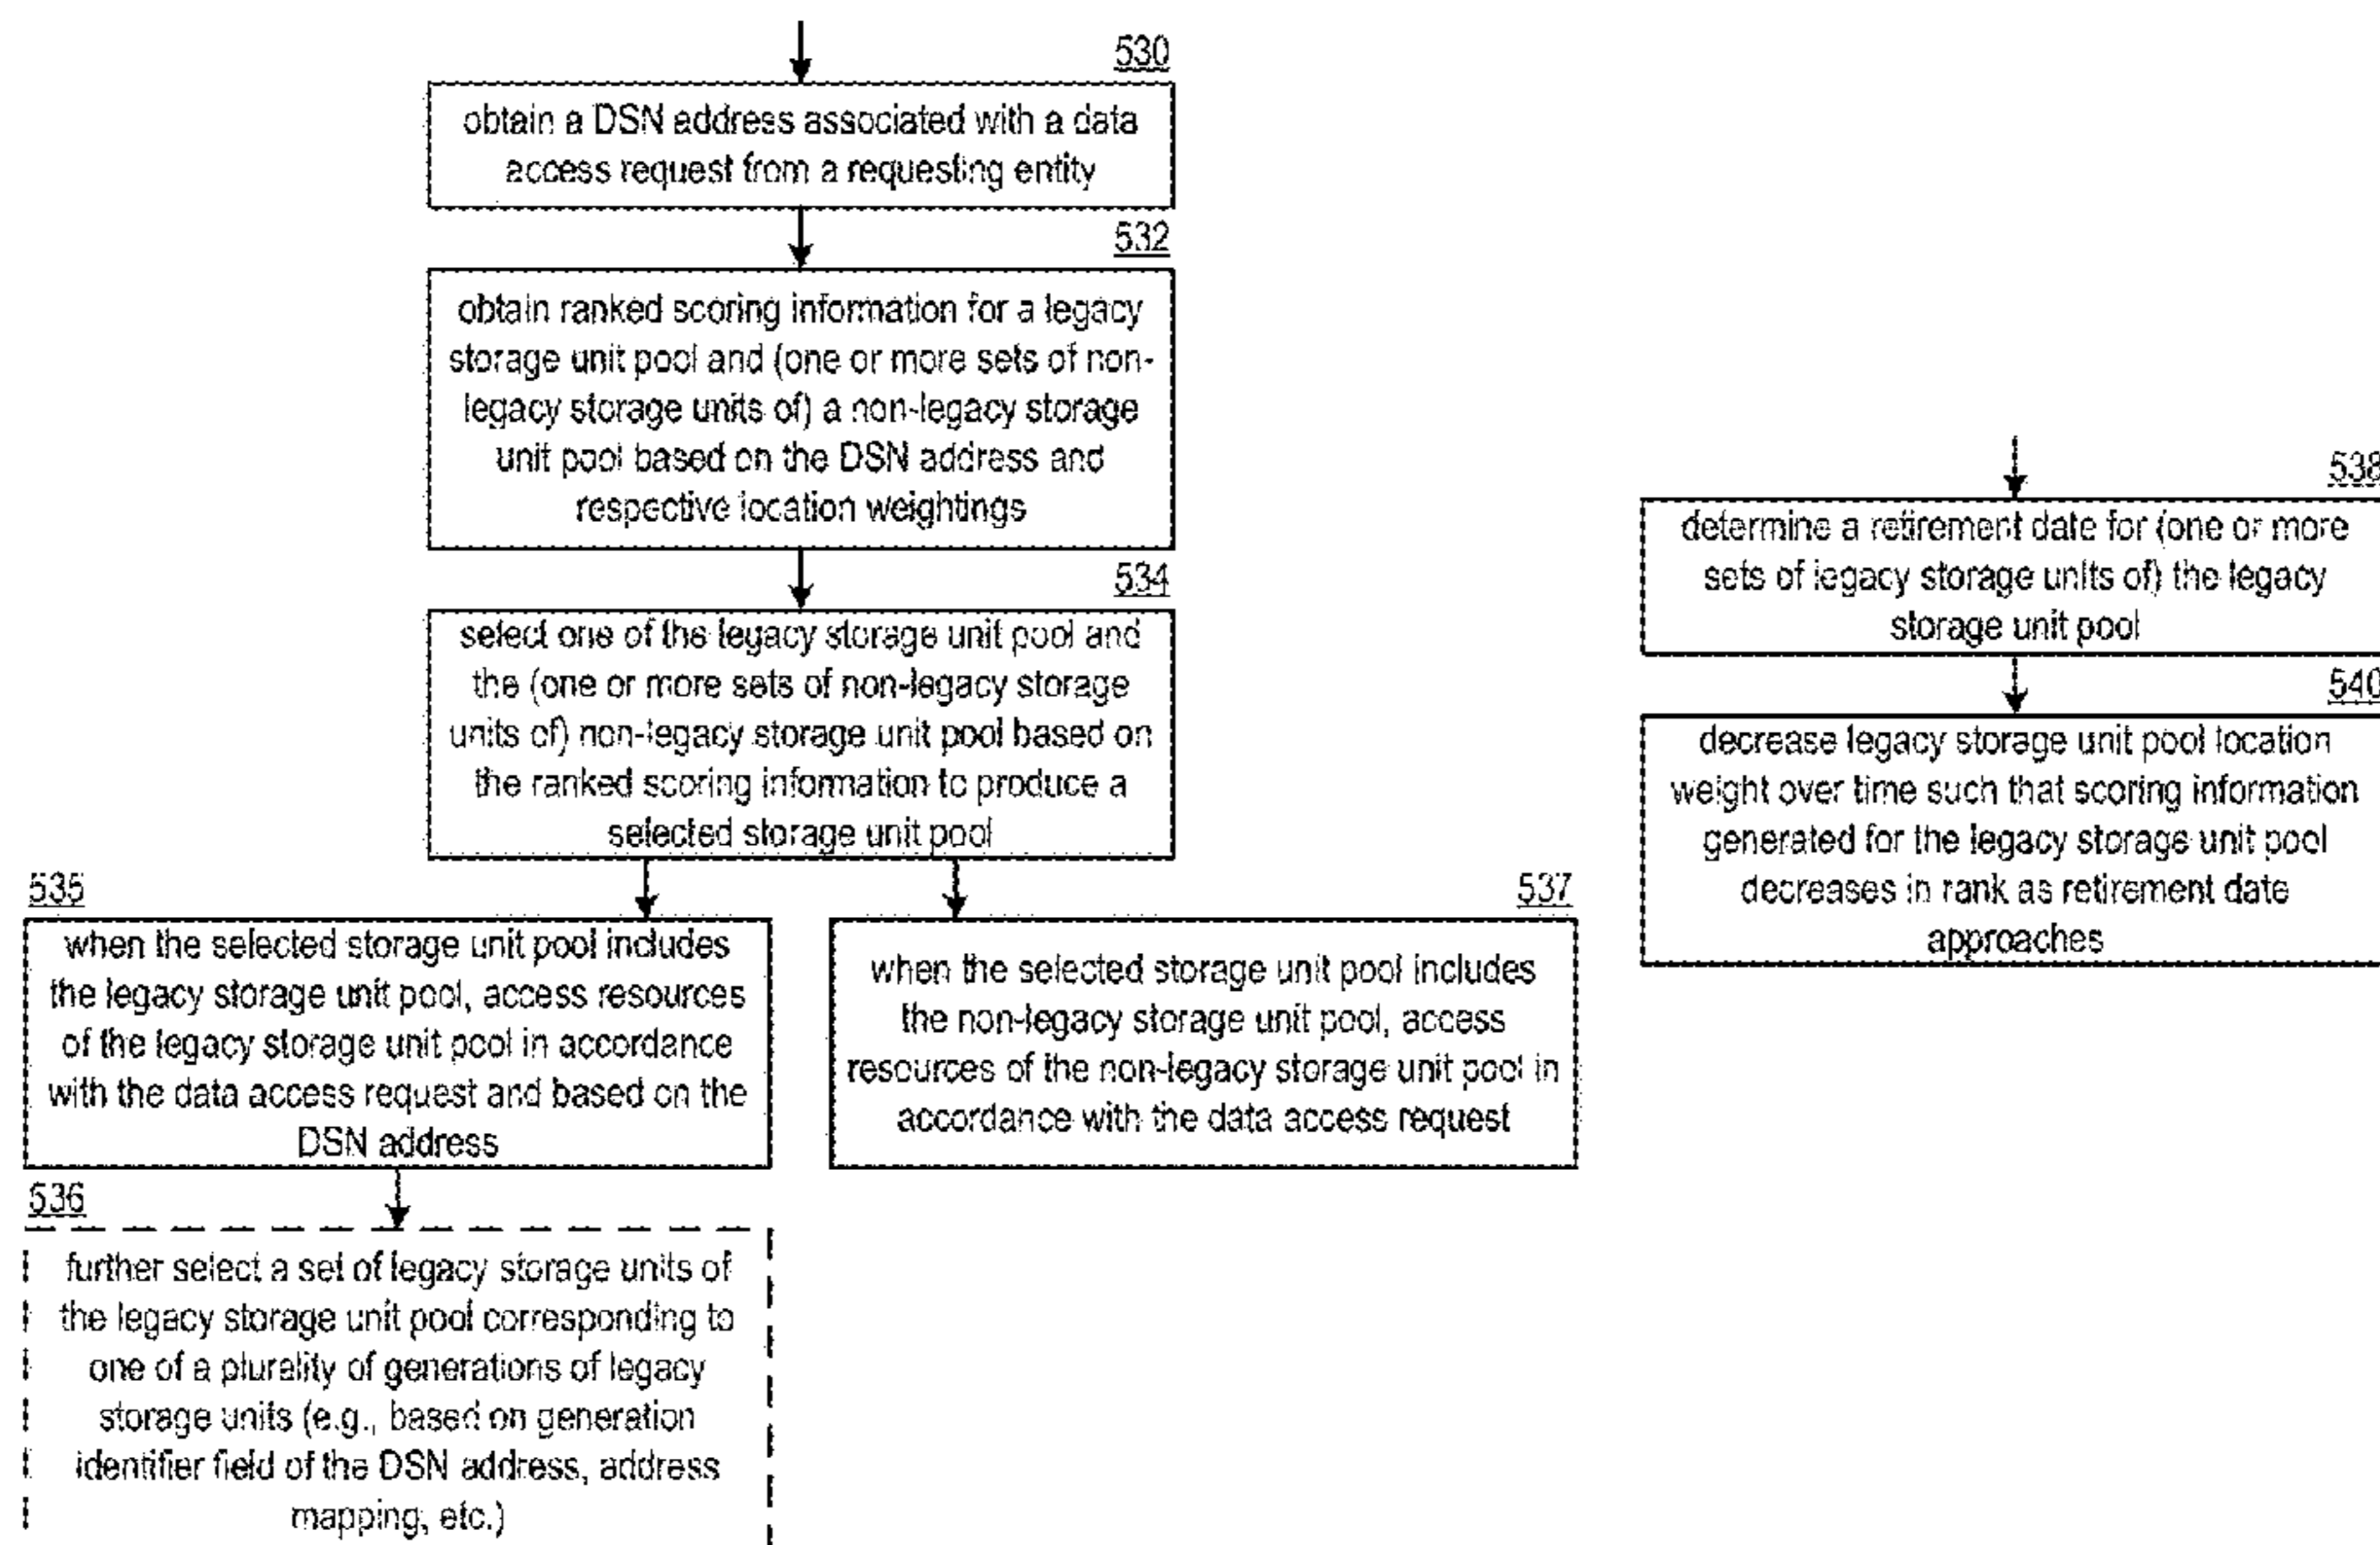 530
obtain a DSN address associated with a data
access request from a requesting entity
532
obtain ranked scoring information for a legacy
storage unit pool and (one or more sets of non-
legacy storage units of) a non-legacy storage
unit pool based on the DSN address and
respective location weightings
534
select one of the legacy storage unit pool and
the (one or more sets of non-legacy storage
units of) non-legacy storage unit pool based on
the ranked scoring information to produce a
selected storage unit pool
535
when the selected storage unit pool includes
the legacy storage unit pool, access resources
of the legacy storage unit pool in accordance
with the data access request and based on the
DSN address
537
when the selected storage unit pool includes
the non-legacy storage unit pool, access
resources of the non-legacy storage unit pool in
accordance with the data access request
536
further select a set of legacy storage units of
the legacy storage unit pool corresponding to
one of a plurality of generations of legacy
storage units (e.g., based on generation
identifier field of the DSN address, address
mapping, etc.)
538
determine a retirement date for (one or more
sets of legacy storage units of) the legacy
storage unit pool
540
decrease legacy storage unit pool location
weight over time such that scoring information
generated for the legacy storage unit pool
decreases in rank as retirement date
approaches